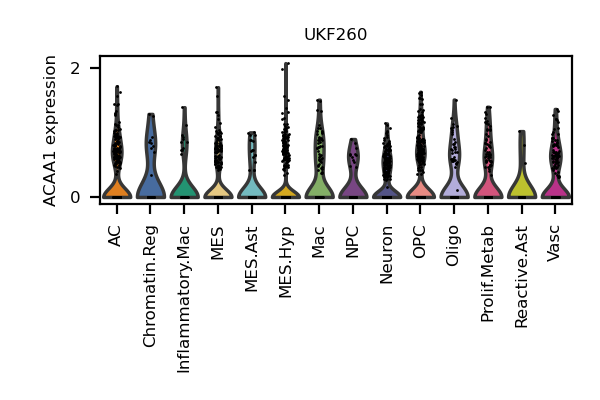 UKF260
ACAA1 expression
2
0
AC
Chromatin.Reg
Inflammatory.Mac
MES
MES.Ast
MES.Hyp
Mac
NPC
Neuron
OPC
Oligo
Prolif.Metab
Reactive.Ast
Vasc